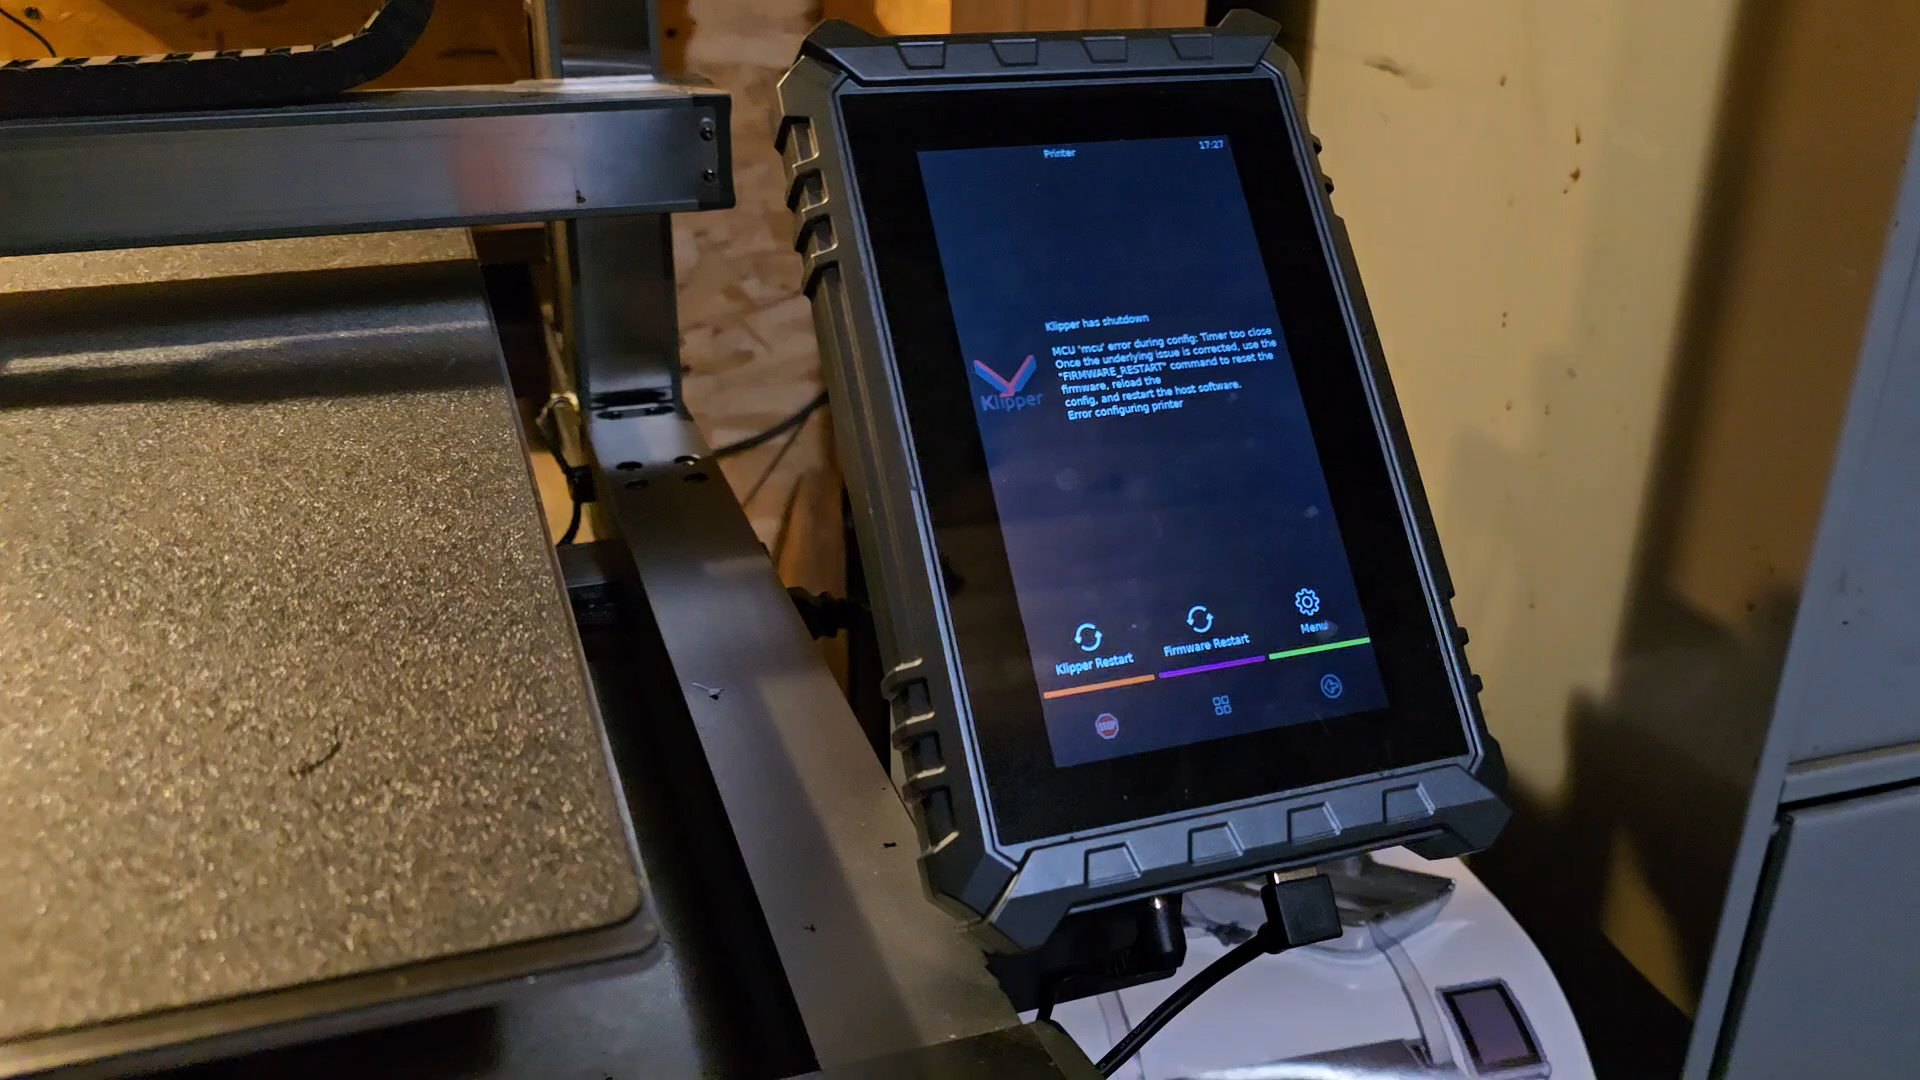 Printer
17:27
Klipper has shutdown
MCU 'mcu' error during config: Timer too close
Once the underlying issue is corrected, use the
"FIRMWARE_RESTART" command to reset the
firmware, reload the
config, and restart the host software.
Error configuring printer
Klipper
Klipper Restart
Firmware Restart
Menu
STOP